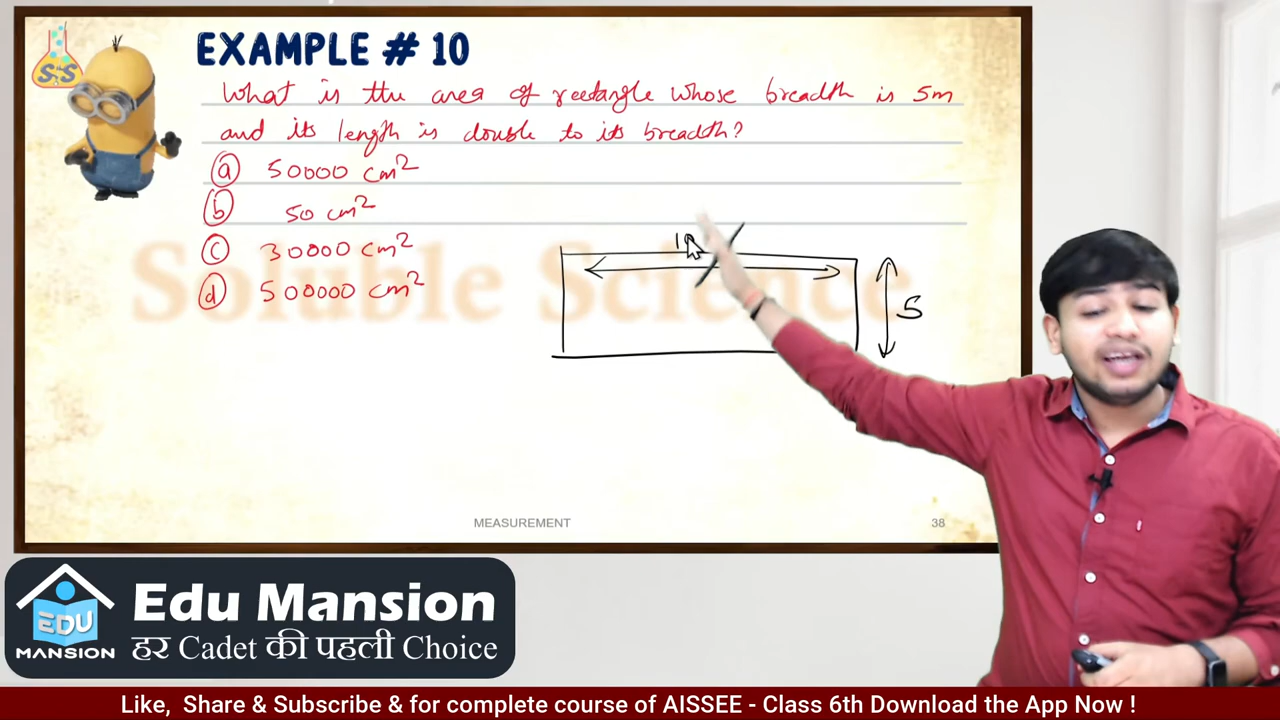 S S
EXAMPLE # 10
What is the area of rectangle whose breadth is 5m
and its length is double to its breadth?
(a) 50000 cm²
(b) 50 cm²
(c) 30000 cm²
(d) 500000 cm²
Soluble Science
10
5
MEASUREMENT
38
EDU
MANSION
Edu Mansion
हर Cadet की पहली Choice
Like, Share & Subscribe & for complete course of AISSEE - Class 6th Download the App Now !